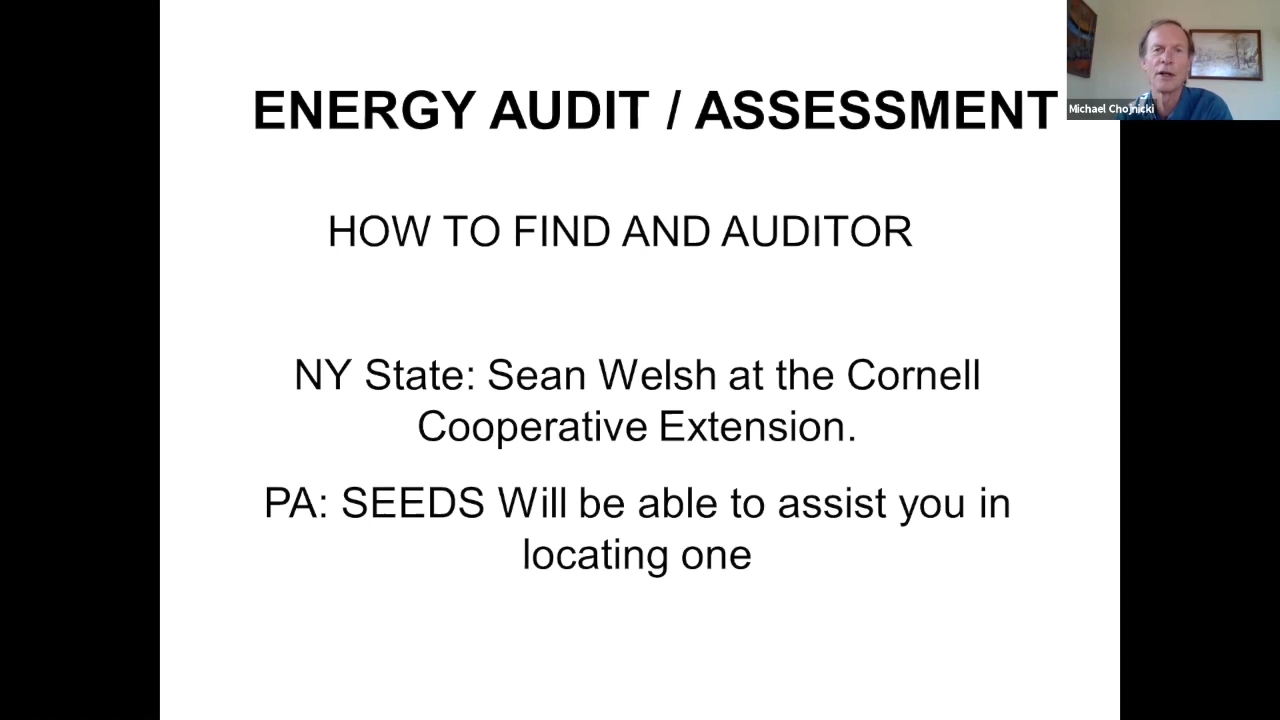 ENERGY AUDIT / ASSESSMENT
Michael Chojnicki
HOW TO FIND AND AUDITOR
NY State: Sean Welsh at the Cornell
Cooperative Extension.
PA: SEEDS Will be able to assist you in
locating one